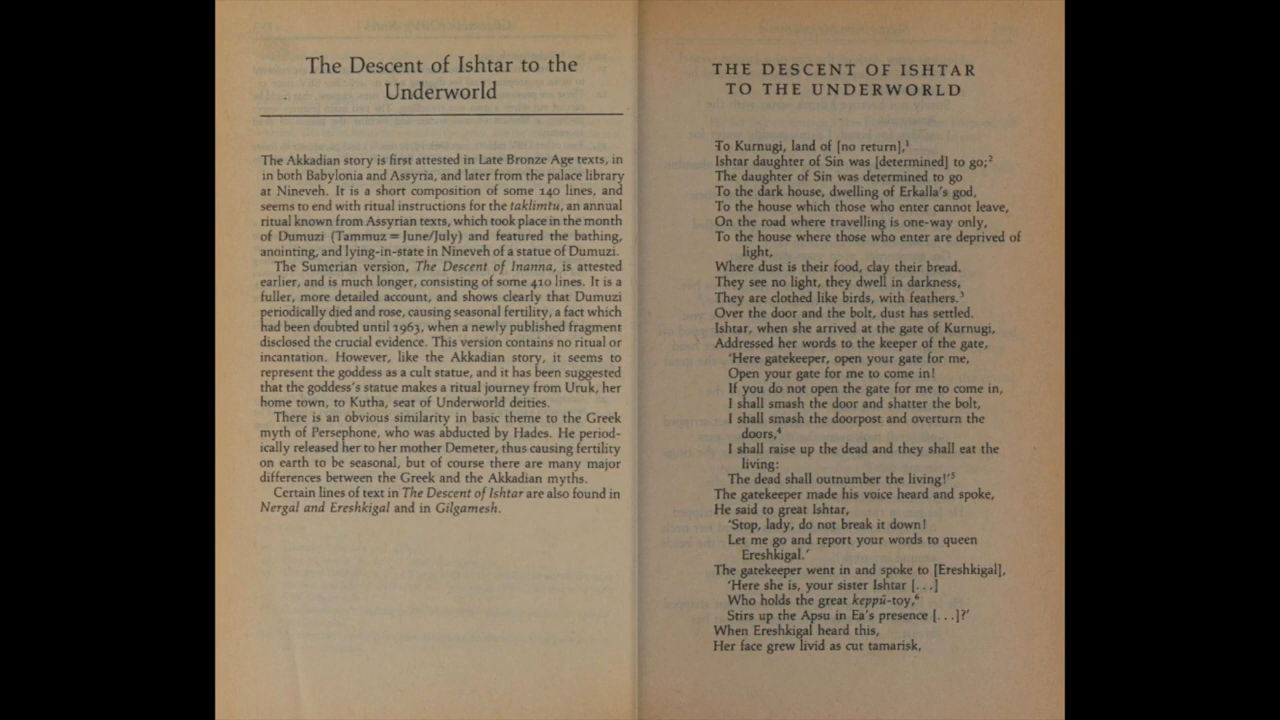 The Descent of Ishtar to the
Underworld
The Akkadian story is first attested in Late Bronze Age texts, in
in both Babylonia and Assyria, and later from the palace library
at Nineveh. It is a short composition of some 140 lines, and
seems to end with ritual instructions for the taklimtu, an annual
ritual known from Assyrian texts, which took place in the month
of Dumuzi (Tammuz = June/July) and featured the bathing,
anointing, and lying-in-state in Nineveh of a statue of Dumuzi.
The Sumerian version, The Descent of Inanna, is attested
earlier, and is much longer, consisting of some 410 lines. It is a
fuller, more detailed account, and shows clearly that Dumuzi
periodically died and rose, causing seasonal fertility, a fact which
had been doubted until 1963, when a newly published fragment
disclosed the crucial evidence. This version contains no ritual or
incantation. However, like the Akkadian story, it seems to
represent the goddess as a cult statue, and it has been suggested
that the goddess's statue makes a ritual journey from Uruk, her
home town, to Kutha, seat of Underworld deities.
There is an obvious similarity in basic theme to the Greek
myth of Persephone, who was abducted by Hades. He period-
ically released her to her mother Demeter, thus causing fertility
on earth to be seasonal, but of course there are many major
differences between the Greek and the Akkadian myths.
Certain lines of text in The Descent of Ishtar are also found in
Nergal and Ereshkigal and in Gilgamesh.
THE DESCENT OF ISHTAR
TO THE UNDERWORLD
To Kurnugi, land of [no return],¹
Ishtar daughter of Sin was [determined] to go;²
The daughter of Sin was determined to go
To the dark house, dwelling of Erkalla's god,
To the house which those who enter cannot leave,
On the road where travelling is one-way only,
To the house where those who enter are deprived of
light,
Where dust is their food, clay their bread.
They see no light, they dwell in darkness,
They are clothed like birds, with feathers.³
Over the door and the bolt, dust has settled.
Ishtar, when she arrived at the gate of Kurnugi,
Addressed her words to the keeper of the gate,
'Here gatekeeper, open your gate for me,
Open your gate for me to come in!
If you do not open the gate for me to come in,
I shall smash the door and shatter the bolt,
I shall smash the doorpost and overturn the
doors,⁴
I shall raise up the dead and they shall eat the
living:
The dead shall outnumber the living!'⁵
The gatekeeper made his voice heard and spoke,
He said to great Ishtar,
'Stop, lady, do not break it down!
Let me go and report your words to queen
Ereshkigal.'
The gatekeeper went in and spoke to [Ereshkigal],
'Here she is, your sister Ishtar [. . .]
Who holds the great keppū-toy,⁶
Stirs up the Apsu in Ea's presence [. . .]?'
When Ereshkigal heard this,
Her face grew livid as cut tamarisk,